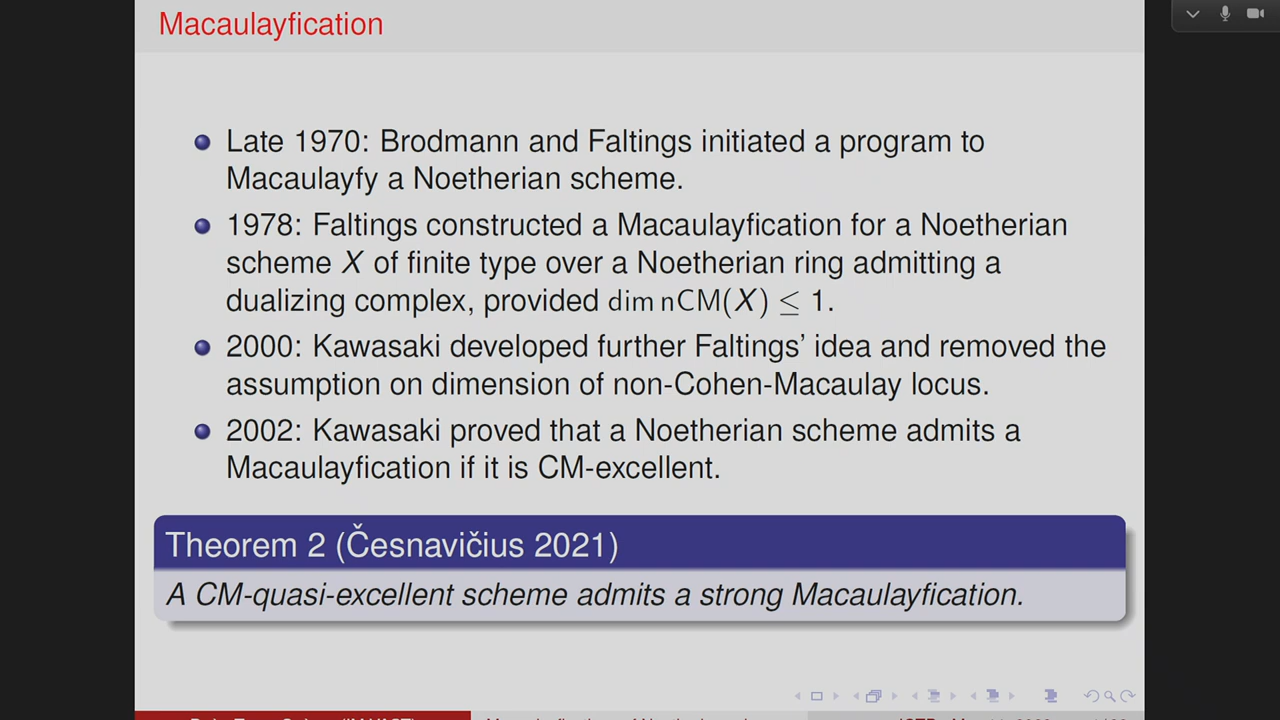 Macaulayfication
Late 1970: Brodmann and Faltings initiated a program to
Macaulayfy a Noetherian scheme.
1978: Faltings constructed a Macaulayfication for a Noetherian
scheme X of finite type over a Noetherian ring admitting a
dualizing complex, provided dim nCM(X) ≤ 1.
2000: Kawasaki developed further Faltings' idea and removed the
assumption on dimension of non-Cohen-Macaulay locus.
2002: Kawasaki proved that a Noetherian scheme admits a
Macaulayfication if it is CM-excellent.
Theorem 2 (Česnavičius 2021)
A CM-quasi-excellent scheme admits a strong Macaulayfication.